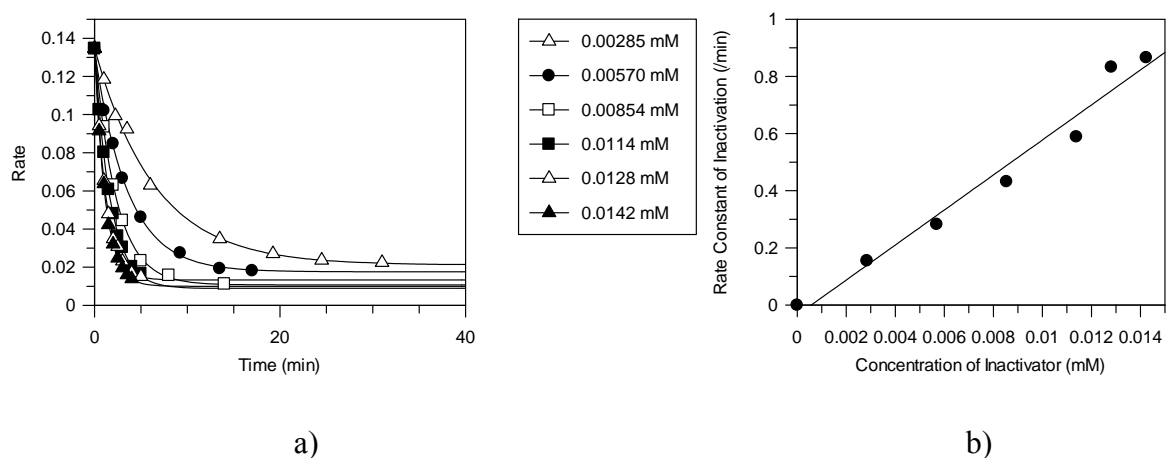 Rate
0.14
0.12
0.1
0.08
0.06
0.04
0.02
0
0 20 40
Time (min)
0.00285 mM
0.00570 mM
0.00854 mM
0.0114 mM
0.0128 mM
0.0142 mM
Rate Constant of Inactivation (/min)
1
0.8
0.6
0.4
0.2
0
0 0.002 0.004 0.006 0.008 0.01 0.012 0.014
Concentration of Inactivator (mM)
a) b)